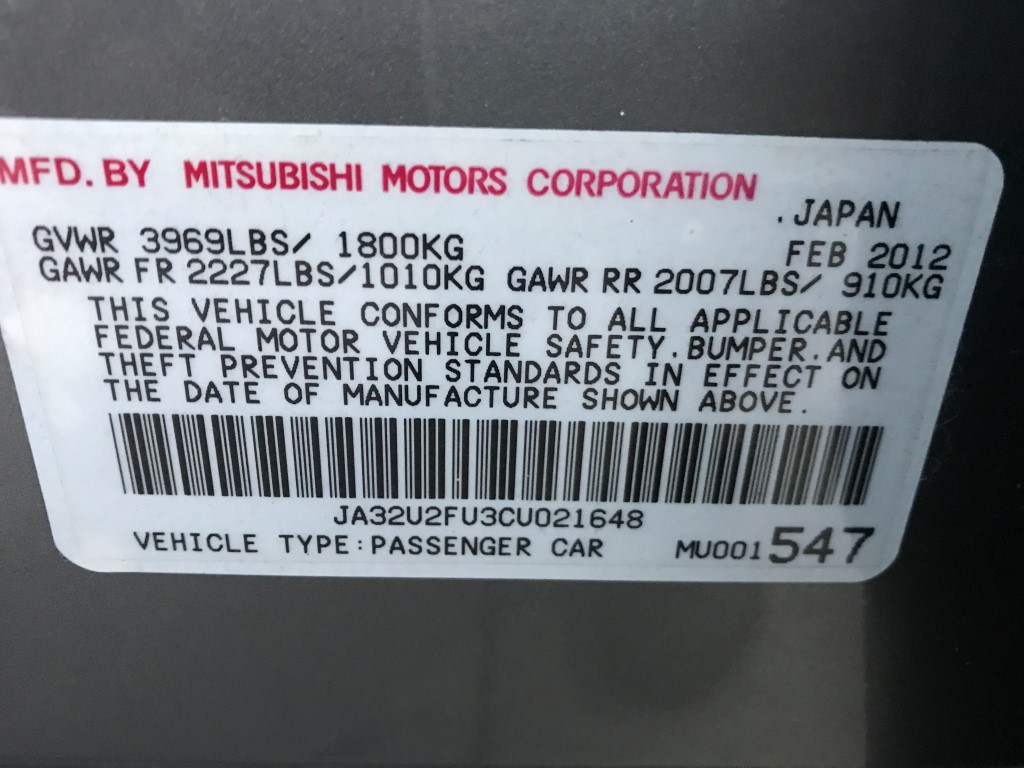 MFD. BY MITSUBISHI MOTORS CORPORATION
. JAPAN
GVWR 3969LBS/ 1800KG FEB 2012
GAWR FR 2227LBS/1010KG GAWR RR 2007LBS/ 910KG
THIS VEHICLE CONFORMS TO ALL APPLICABLE
FEDERAL MOTOR VEHICLE SAFETY.BUMPER.AND
THEFT PREVENTION STANDARDS IN EFFECT ON
THE DATE OF MANUFACTURE SHOWN ABOVE.
JA32U2FU3CU021648
VEHICLE TYPE:PASSENGER CAR MU001547